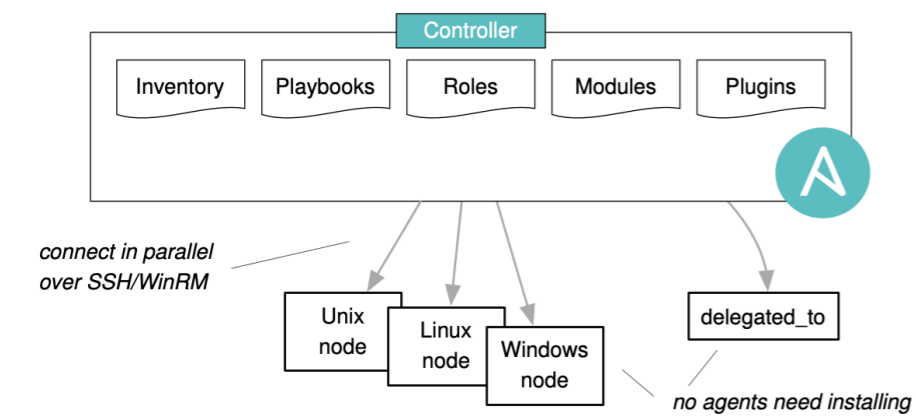 Controller
Inventory
Playbooks
Roles
Modules
Plugins
connect in parallel
over SSH/WinRM
Unix
node
Linux
node
Windows
node
delegated_to
no agents need installing